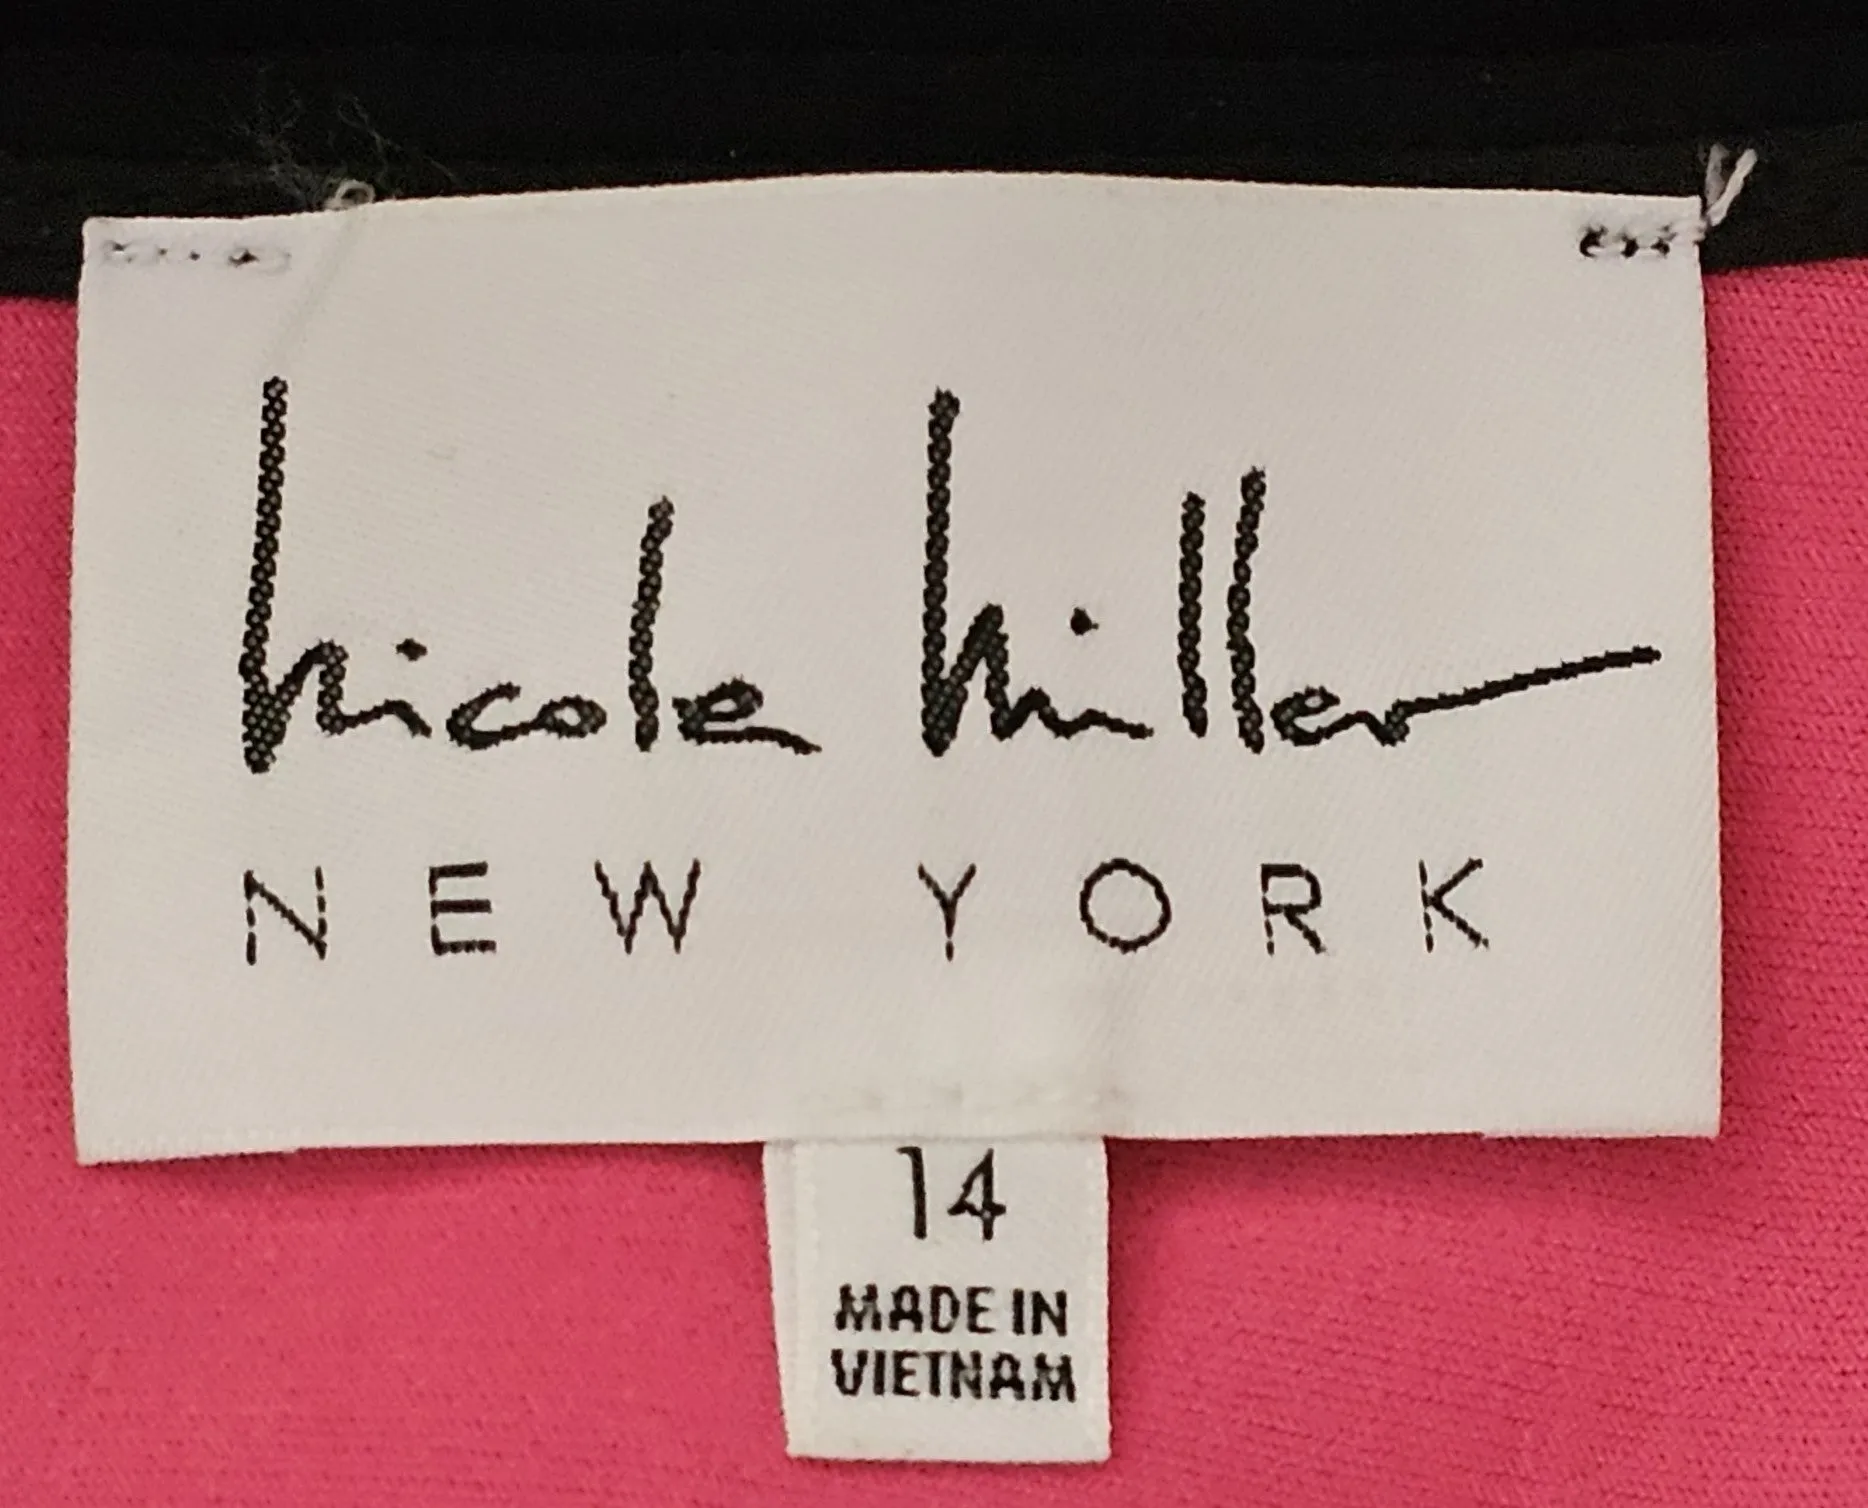 nicole miller
NEW YORK
14
MADE IN
VIETNAM